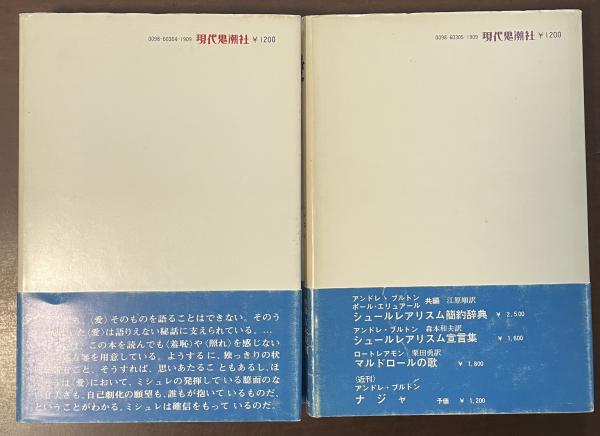 0098-60304-1909 現代思潮社 ¥1200
〈愛〉そのものを語ることはできない。そのう
〈愛〉は語りえない秘話に支えられている。…
この本を読んでも〈羞恥〉や〈照れ〉を感じない
を用意している。ようするに、独っきりの状
こと、そうすれば、思いあたることもあるし、ほ
〈愛〉において、ミシュレの発揮している臆面の
さも、自己劇化の願望も、誰もが抱いているものだ、
ということがわかる。ミシュレは確信をもっているのだ。
0098-60305-1909 現代思潮社 ¥1200
アンドレ・ブルトン
ポール・エリュアール 共編 江原順訳
シュールレアリスム簡約辞典 ¥2,500
アンドレ・ブルトン 森本和夫訳
シュールレアリスム宣言集 ¥1,600
ロートレアモン 栗田勇訳
マルドロールの歌 ¥1,800
〈近刊〉
アンドレ・ブルトン
ナジャ 予価 ¥1,200